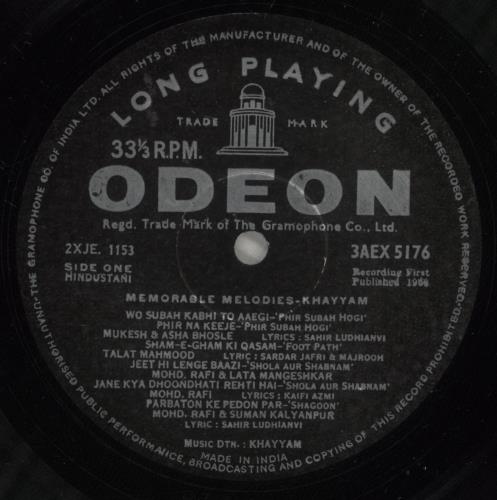 THE GRAMOPHONE CO. OF INDIA LTD. ALL RIGHTS OF THE MANUFACTURER AND OF THE OWNER OF THE RECORDED WORK RESERVED. UNAUTHORISED PUBLIC PERFORMANCE, BROADCASTING AND COPYING OF THIS RECORD PROHIBITED.
LONG PLAYING
TRADE MARK
33⅓ R.P.M.
ODEON
Regd. Trade Mark of The Gramophone Co., Ltd.
2XJE. 1153
3AEX 5176
SIDE ONE
HINDUSTANI
Recording First
Published 1968
MEMORABLE MELODIES-KHAYYAM
WO SUBAH KABHI TO AAEGI-'PHIR SUBAH HOGI'
PHIR NA KEEJE-'PHIR SUBAH HOGI'
MUKESH & ASHA BHOSLE LYRICS : SAHIR LUDHIANVI
SHAM-E-GHAM KI QASAM-'FOOT PATH'
TALAT MAHMOOD LYRIC : SARDAR JAFRI & MAJROOH
JEET HI LENGE BAAZI-'SHOLA AUR SHABNAM'
MOHD. RAFI & LATA MANGESHKAR
JANE KYA DHOONDHATI REHTI HAI-'SHOLA AUR SHABNAM'
MOHD. RAFI LYRICS : KAIFI AZMI
PARBATON KE PEDON PAR-'SHAGOON'
MOHD. RAFI & SUMAN KALYANPUR
LYRIC : SAHIR LUDHIANVI
MUSIC DTN. : KHAYYAM
MADE IN INDIA